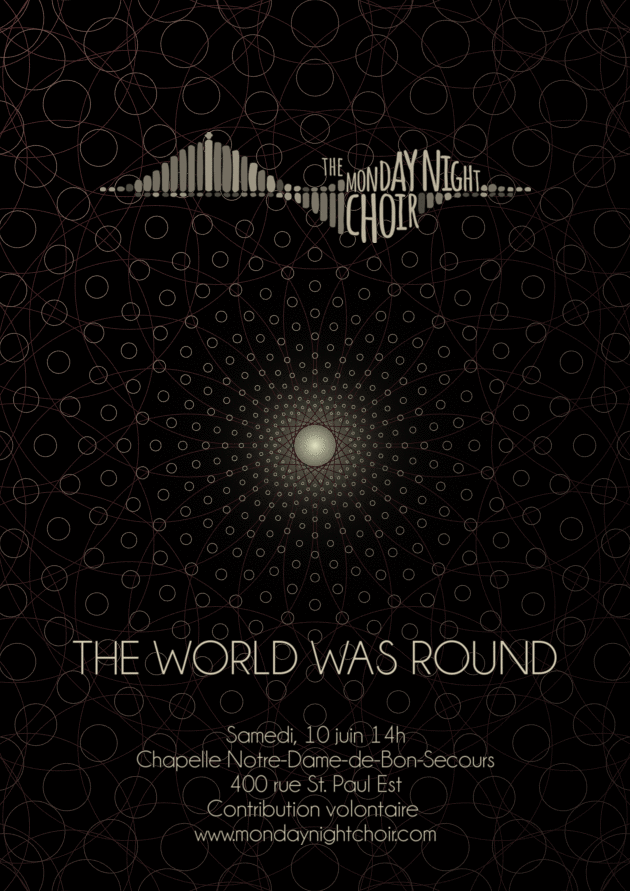 THE MONDAY NIGHT
CHOIR
THE WORLD WAS ROUND
Samedi, 10 juin 14h
Chapelle Notre-Dame-de-Bon-Secours
400 rue St. Paul Est
Contribution volontaire
www.mondaynightchoir.com